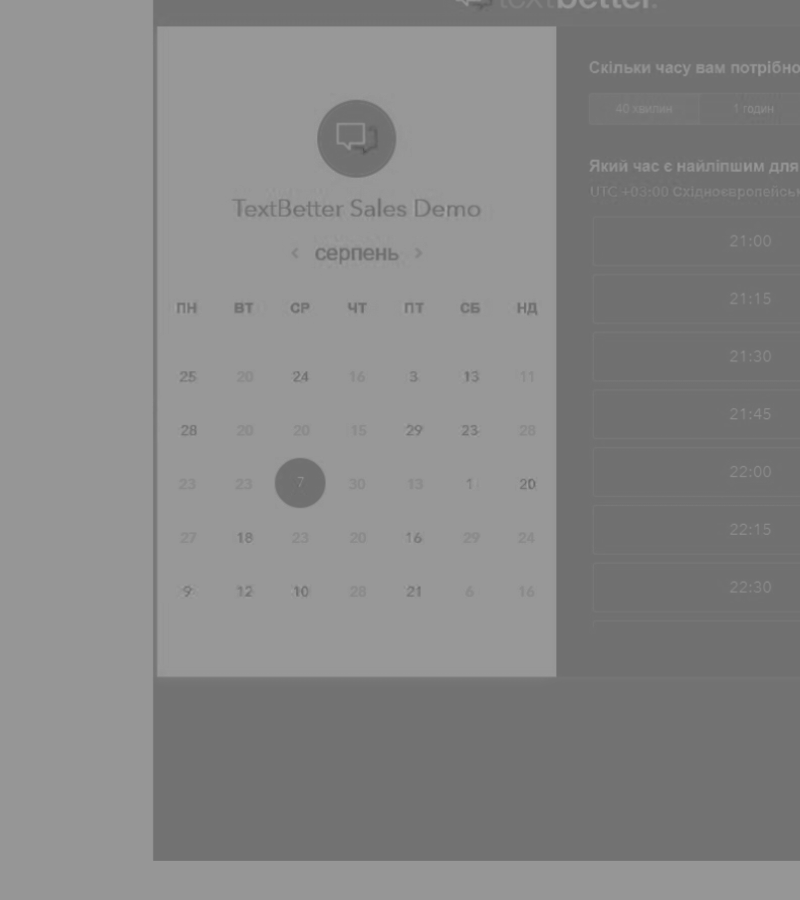 textbetter.
TextBetter Sales Demo
< серпень >
ПН ВТ СР ЧТ ПТ СБ НД
25 20 24 16 3 13 11
28 20 20 15 29 23 28
23 23 7 30 13 1 20
27 18 23 20 16 29 24
9 12 10 28 21 6 16
Скільки часу вам потрібно
40 хвилин 1 годин
Який час є найліпшим для
UTC +03:00 Східноєвропейськ
21:00
21:15
21:30
21:45
22:00
22:15
22:30